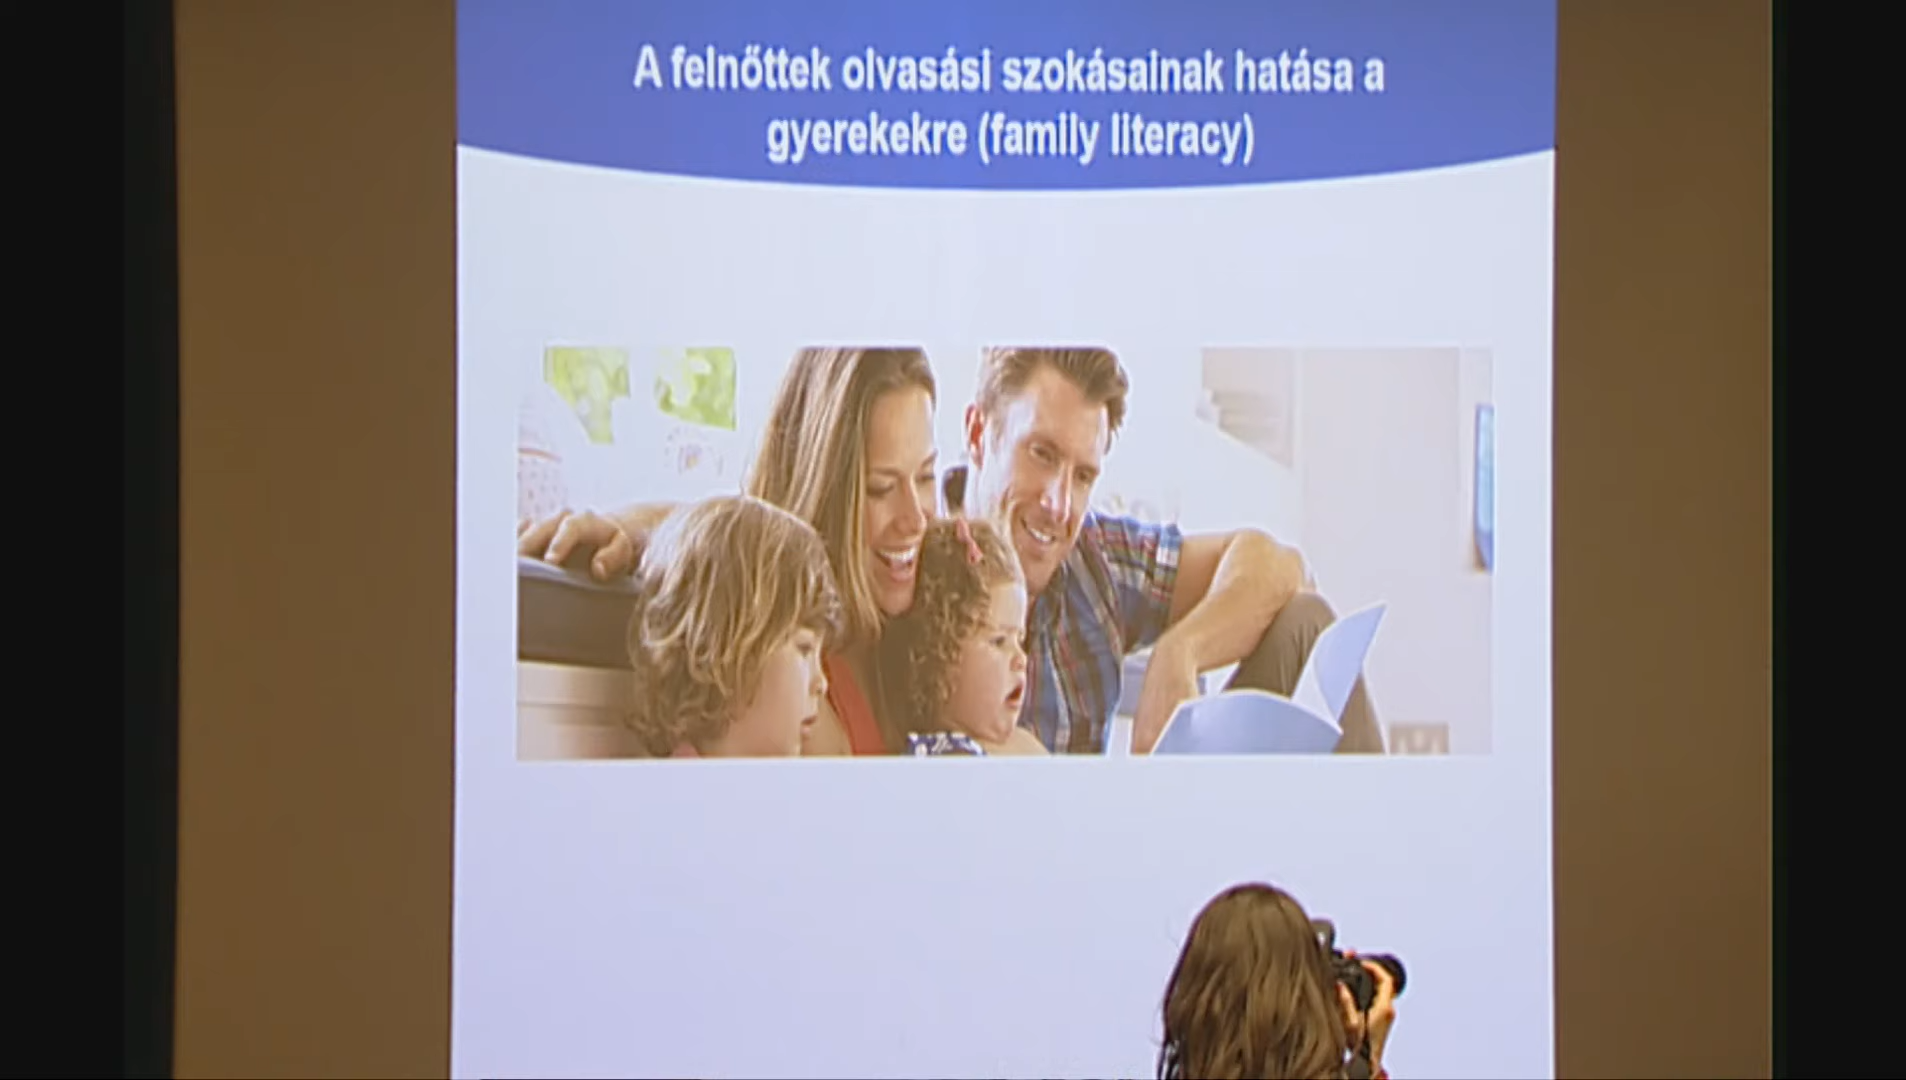 A felnőttek olvasási szokásainak hatása a
gyerekekre (family literacy)